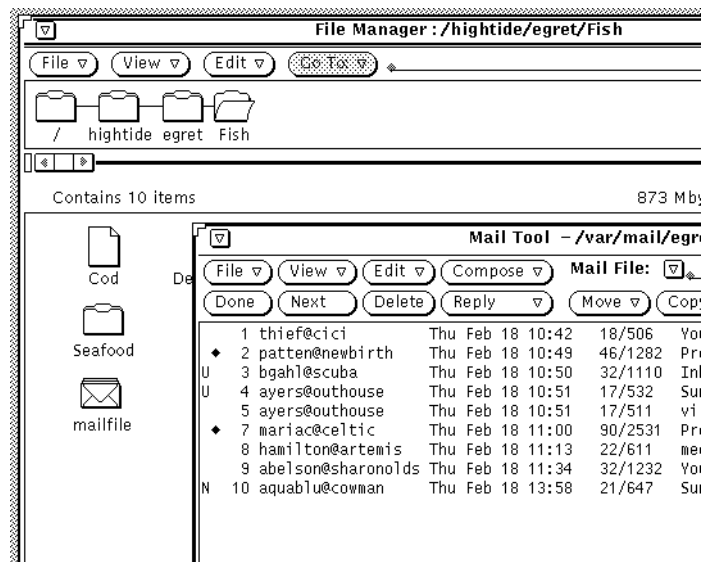 File Manager : /hightide/egret/Fish
File View Edit Go To:
/ hightide egret Fish
Contains 10 items 873
Mail Tool – /var/mail/
Cod
File View Edit Compose Mail File:
Done Next Delete Reply Move Copy
Seafood
mailfile
1 thief@cici Thu Feb 18 10:42 18/506
◆ 2 patten@newbirth Thu Feb 18 10:49 46/1282
U 3 bgahl@scuba Thu Feb 18 10:50 32/1110
U 4 ayers@outhouse Thu Feb 18 10:51 17/532
5 ayers@outhouse Thu Feb 18 10:51 17/511 vi
◆ 7 mariac@celtic Thu Feb 18 11:00 90/2531
8 hamilton@artemis Thu Feb 18 11:13 22/611
9 abelson@sharonolds Thu Feb 18 11:34 32/1232
N 10 aquablu@cowman Thu Feb 18 13:58 21/647